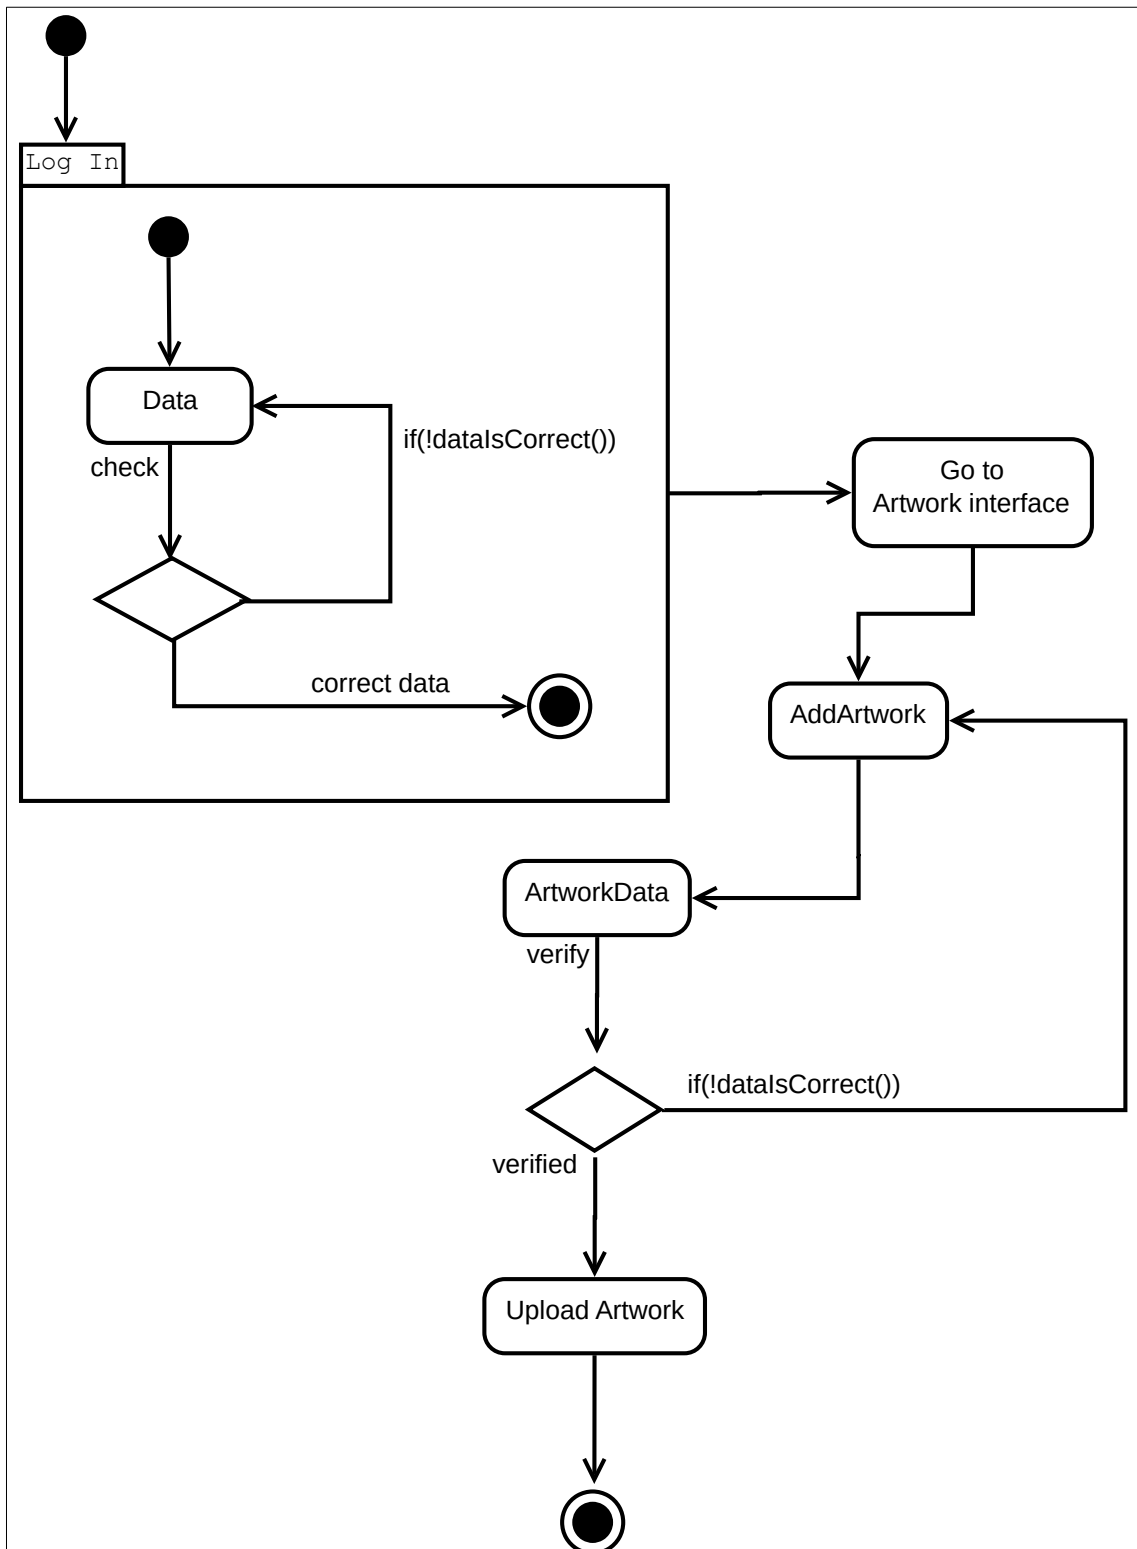 Log In
Data
check
if(!dataIsCorrect())
correct data
Go to
Artwork interface
AddArtwork
ArtworkData
verify
if(!dataIsCorrect())
verified
Upload Artwork